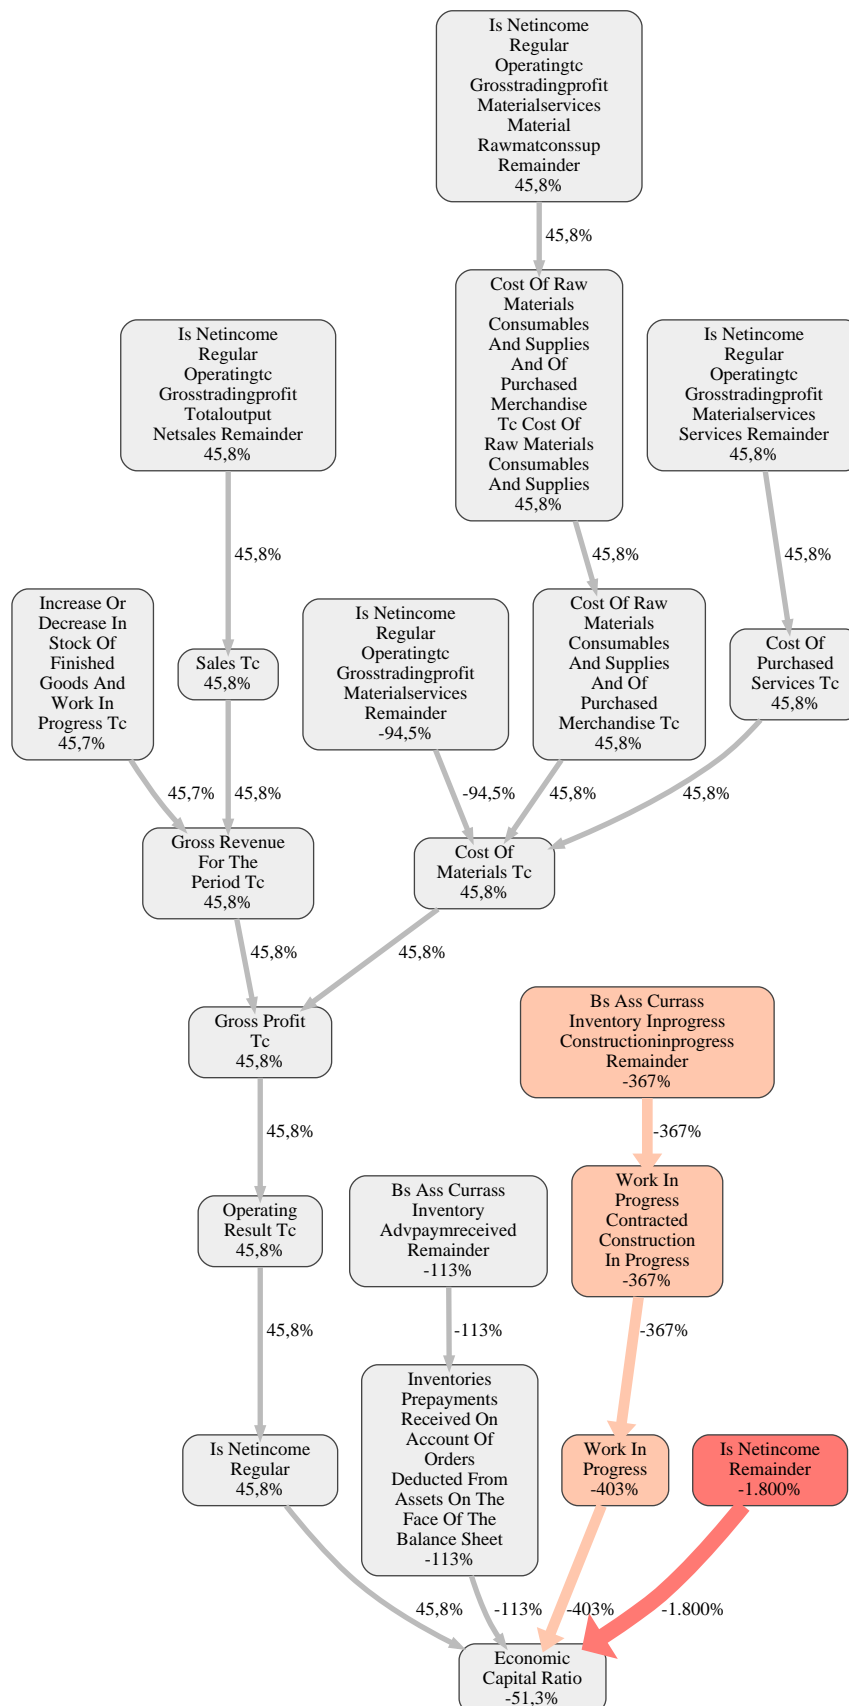 Is Netincome
Regular
Operatingtc
Grosstradingprofit
Materialservices
Material
Rawmatconssup
Remainder
45,8%
45,8%
Cost Of Raw
Materials
Consumables
And Supplies
And Of
Purchased
Merchandise
Tc Cost Of
Raw Materials
Consumables
And Supplies
45,8%
Is Netincome
Regular
Operatingtc
Grosstradingprofit
Totaloutput
Netsales Remainder
45,8%
Is Netincome
Regular
Operatingtc
Grosstradingprofit
Materialservices
Services Remainder
45,8%
45,8%
45,8%
45,8%
Increase Or
Decrease In
Stock Of
Finished
Goods And
Work In
Progress Tc
45,7%
Sales Tc
45,8%
Is Netincome
Regular
Operatingtc
Grosstradingprofit
Materialservices
Remainder
-94,5%
Cost Of Raw
Materials
Consumables
And Supplies
And Of
Purchased
Merchandise Tc
45,8%
Cost Of
Purchased
Services Tc
45,8%
45,7%
45,8%
-94,5%
45,8%
45,8%
Gross Revenue
For The
Period Tc
45,8%
Cost Of
Materials Tc
45,8%
45,8%
45,8%
Gross Profit
Tc
45,8%
Bs Ass Currass
Inventory Inprogress
Constructioninprogress
Remainder
-367%
45,8%
-367%
Operating
Result Tc
45,8%
Bs Ass Currass
Inventory
Advpaymreceived
Remainder
-113%
Work In
Progress
Contracted
Construction
In Progress
-367%
45,8%
-113%
-367%
Is Netincome
Regular
45,8%
Inventories
Prepayments
Received On
Account Of
Orders
Deducted From
Assets On The
Face Of The
Balance Sheet
-113%
Work In
Progress
-403%
Is Netincome
Remainder
-1.800%
45,8%
-113%
-403%
-1.800%
Economic
Capital Ratio
-51,3%